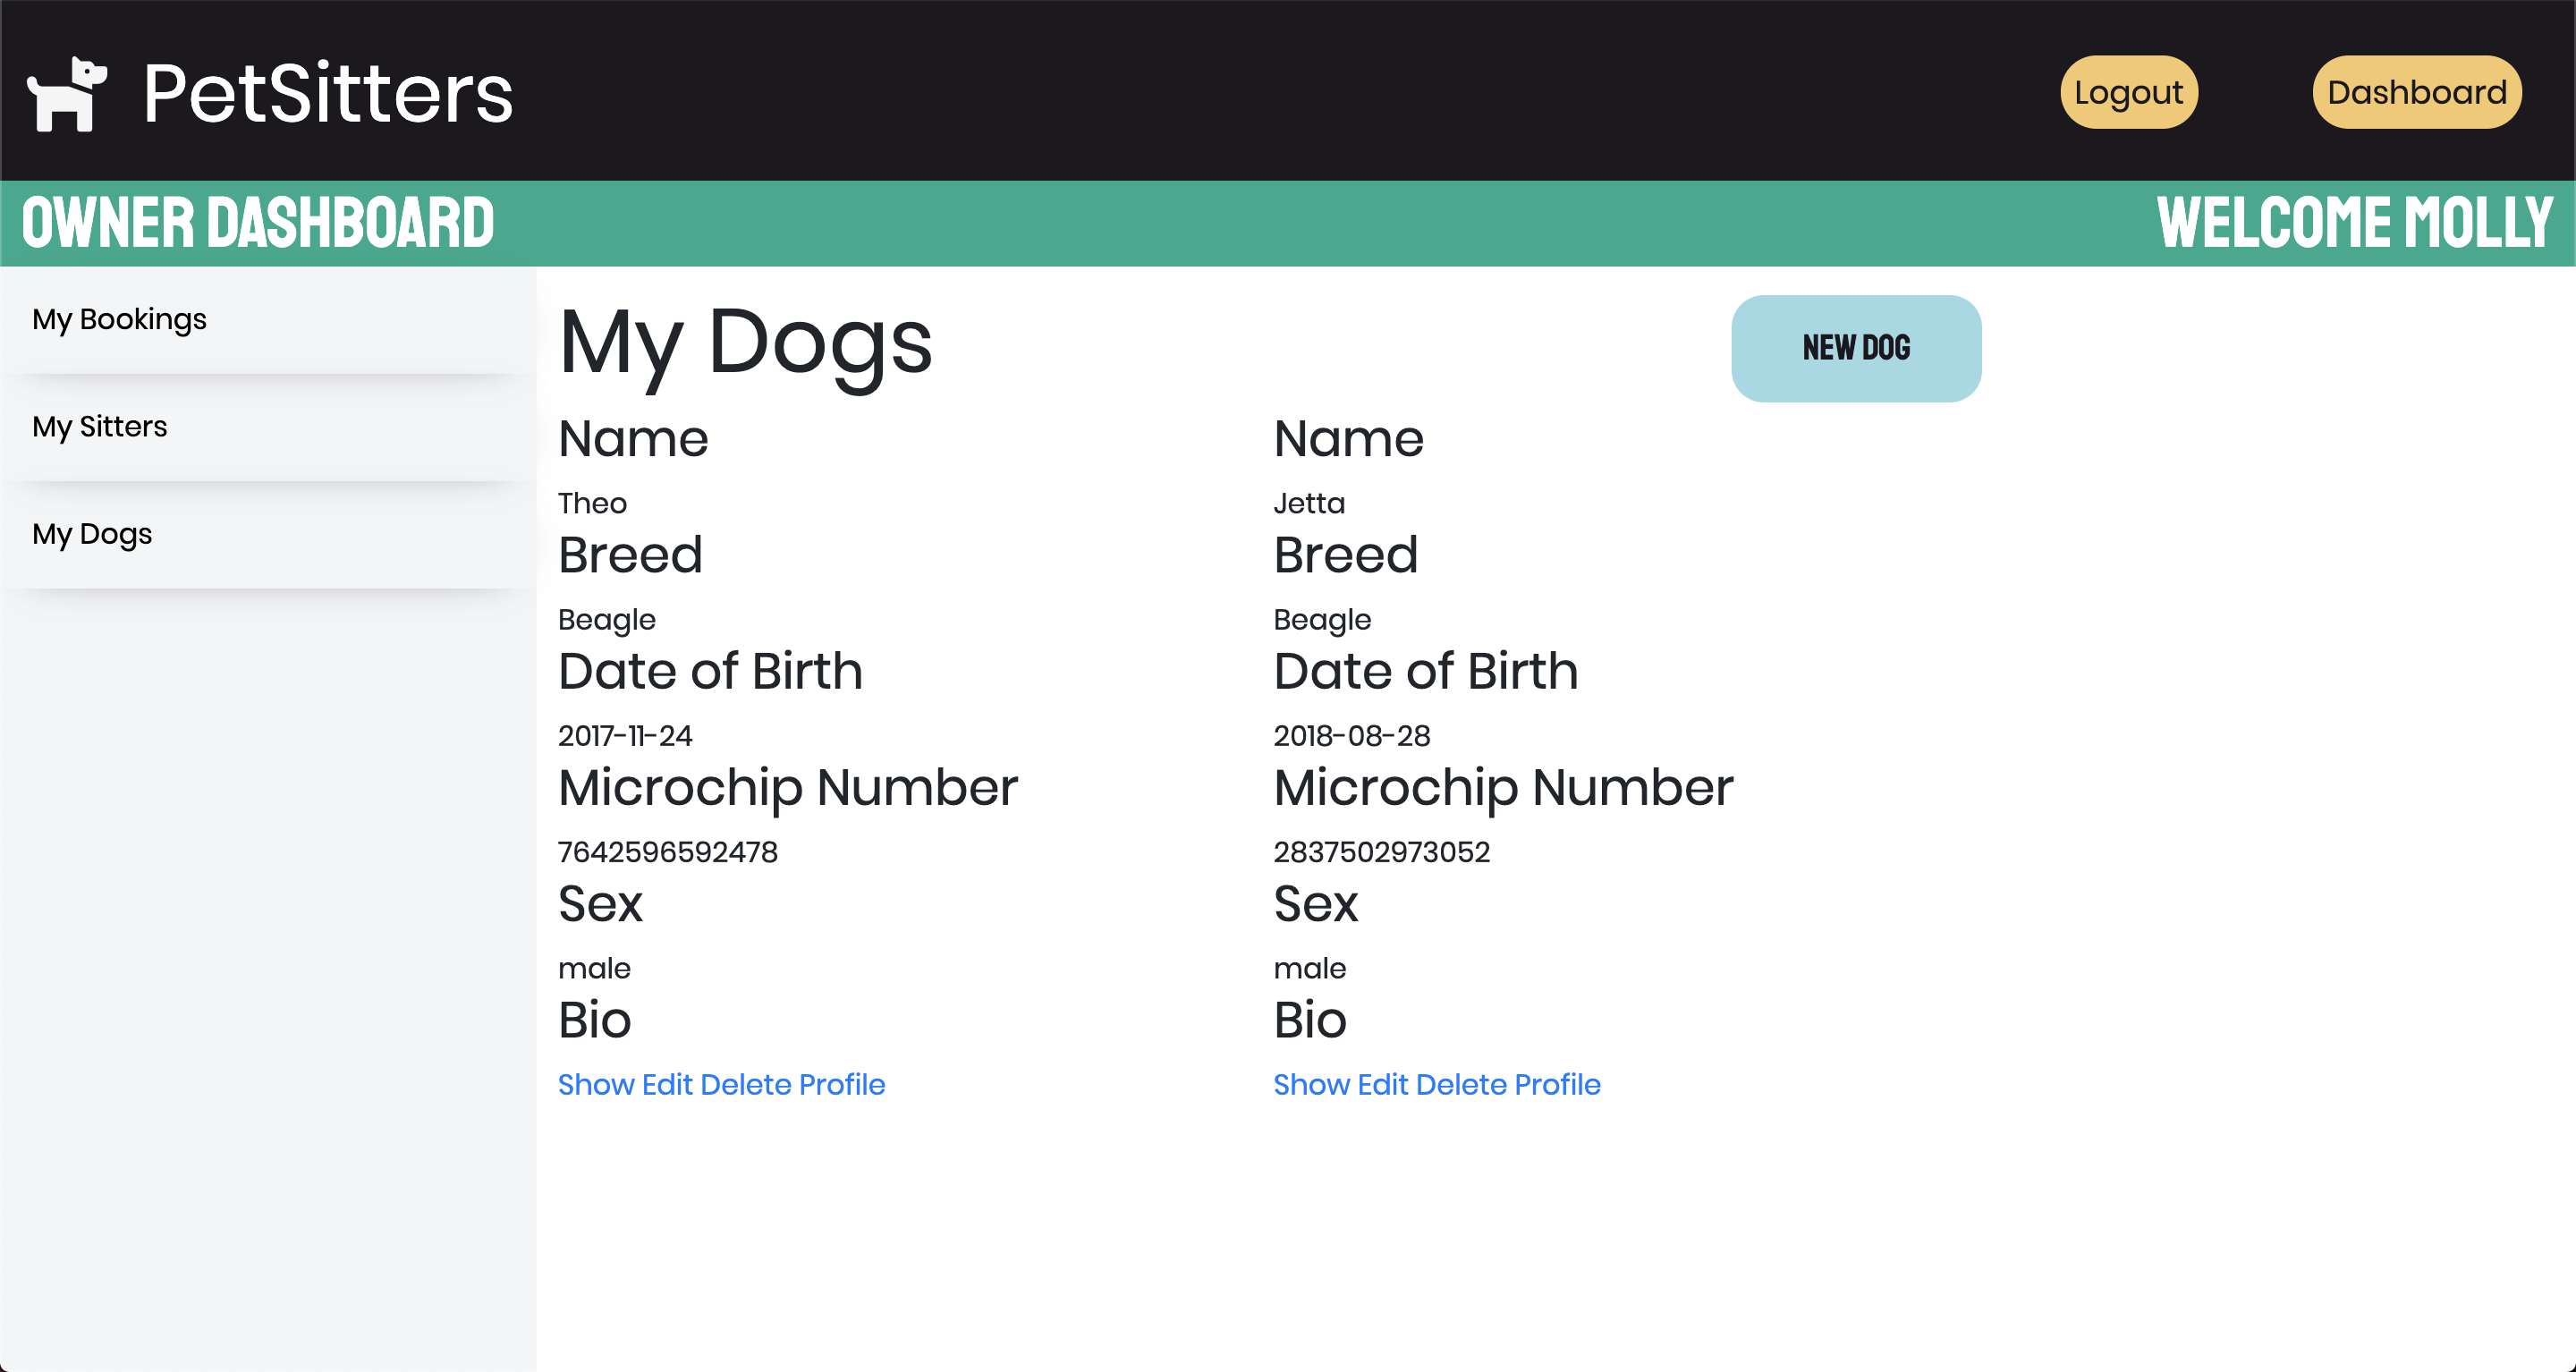 PetSitters
Logout
Dashboard
OWNER DASHBOARD
WELCOME MOLLY
My Bookings
My Sitters
My Dogs
My Dogs
NEW DOG
Name
Theo
Breed
Beagle
Date of Birth
2017-11-24
Microchip Number
7642596592478
Sex
male
Bio
Show Edit Delete Profile
Name
Jetta
Breed
Beagle
Date of Birth
2018-08-28
Microchip Number
2837502973052
Sex
male
Bio
Show Edit Delete Profile